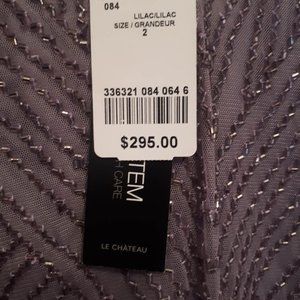 084
LILAC/LILAC
SIZE / GRANDEUR
2
336321 084 064 6
$295.00
TEM
CARE
LE CHÂTEAU